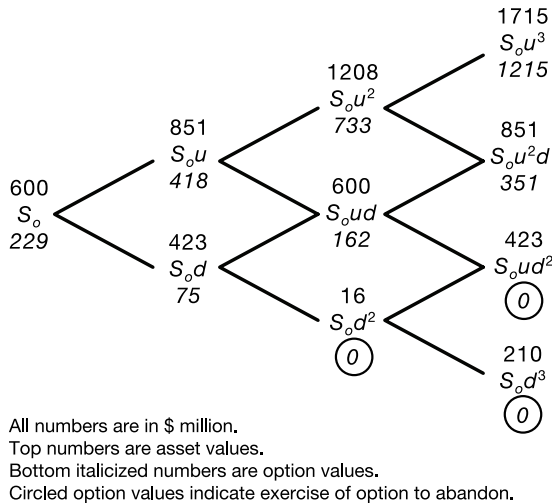 600
Sₒ
229
851
Sₒu
418
423
Sₒd
75
1208
Sₒu²
733
600
Sₒud
162
16
Sₒd²
0
1715
Sₒu³
1215
851
Sₒu²d
351
423
Sₒud²
0
210
Sₒd³
0
All numbers are in $ million.
Top numbers are asset values.
Bottom italicized numbers are option values.
Circled option values indicate exercise of option to abandon.